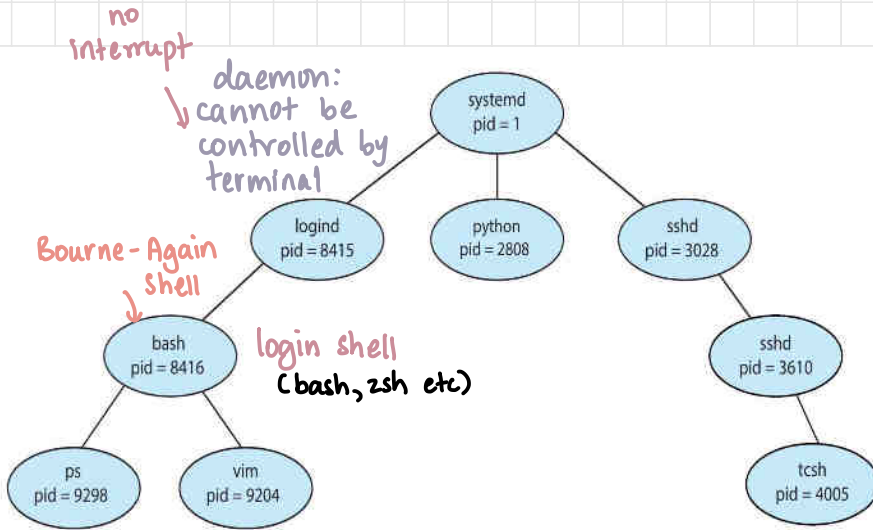 no
interrupt
daemon:
cannot be
controlled by
terminal
systemd
pid = 1
logind
pid = 8415
python
pid = 2808
sshd
pid = 3028
Bourne-Again
shell
bash
pid = 8416
login shell
(bash, zsh etc)
sshd
pid = 3610
ps
pid = 9298
vim
pid = 9204
tcsh
pid = 4005